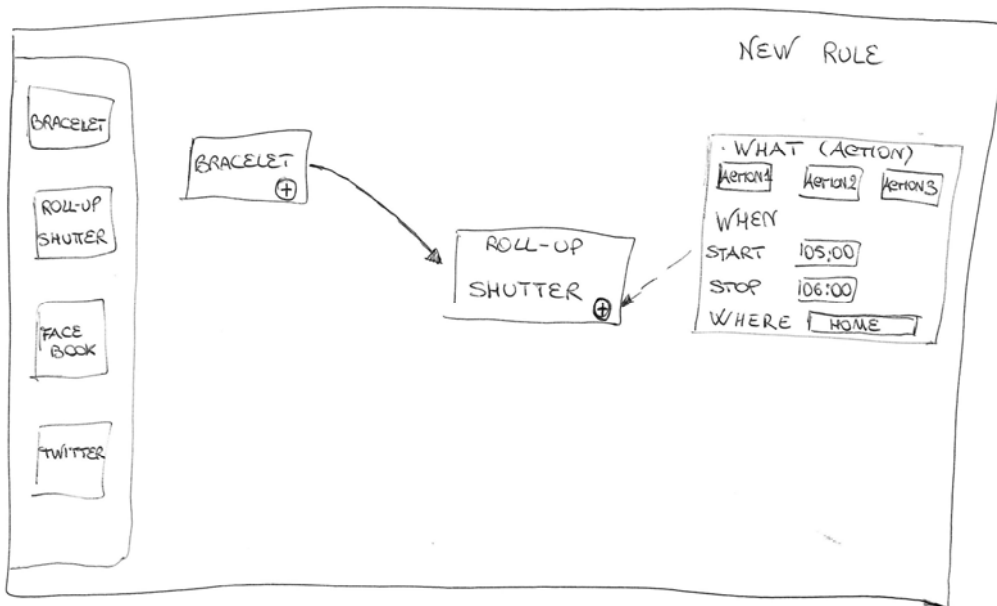 NEW RULE
BRACELET
ROLL-UP
SHUTTER
FACE
BOOK
TWITTER
BRACELET
ROLL-UP
SHUTTER
WHAT (ACTION)
ACTION1 ACTION2 ACTION3
WHEN
START 05:00
STOP 06:00
WHERE HOME